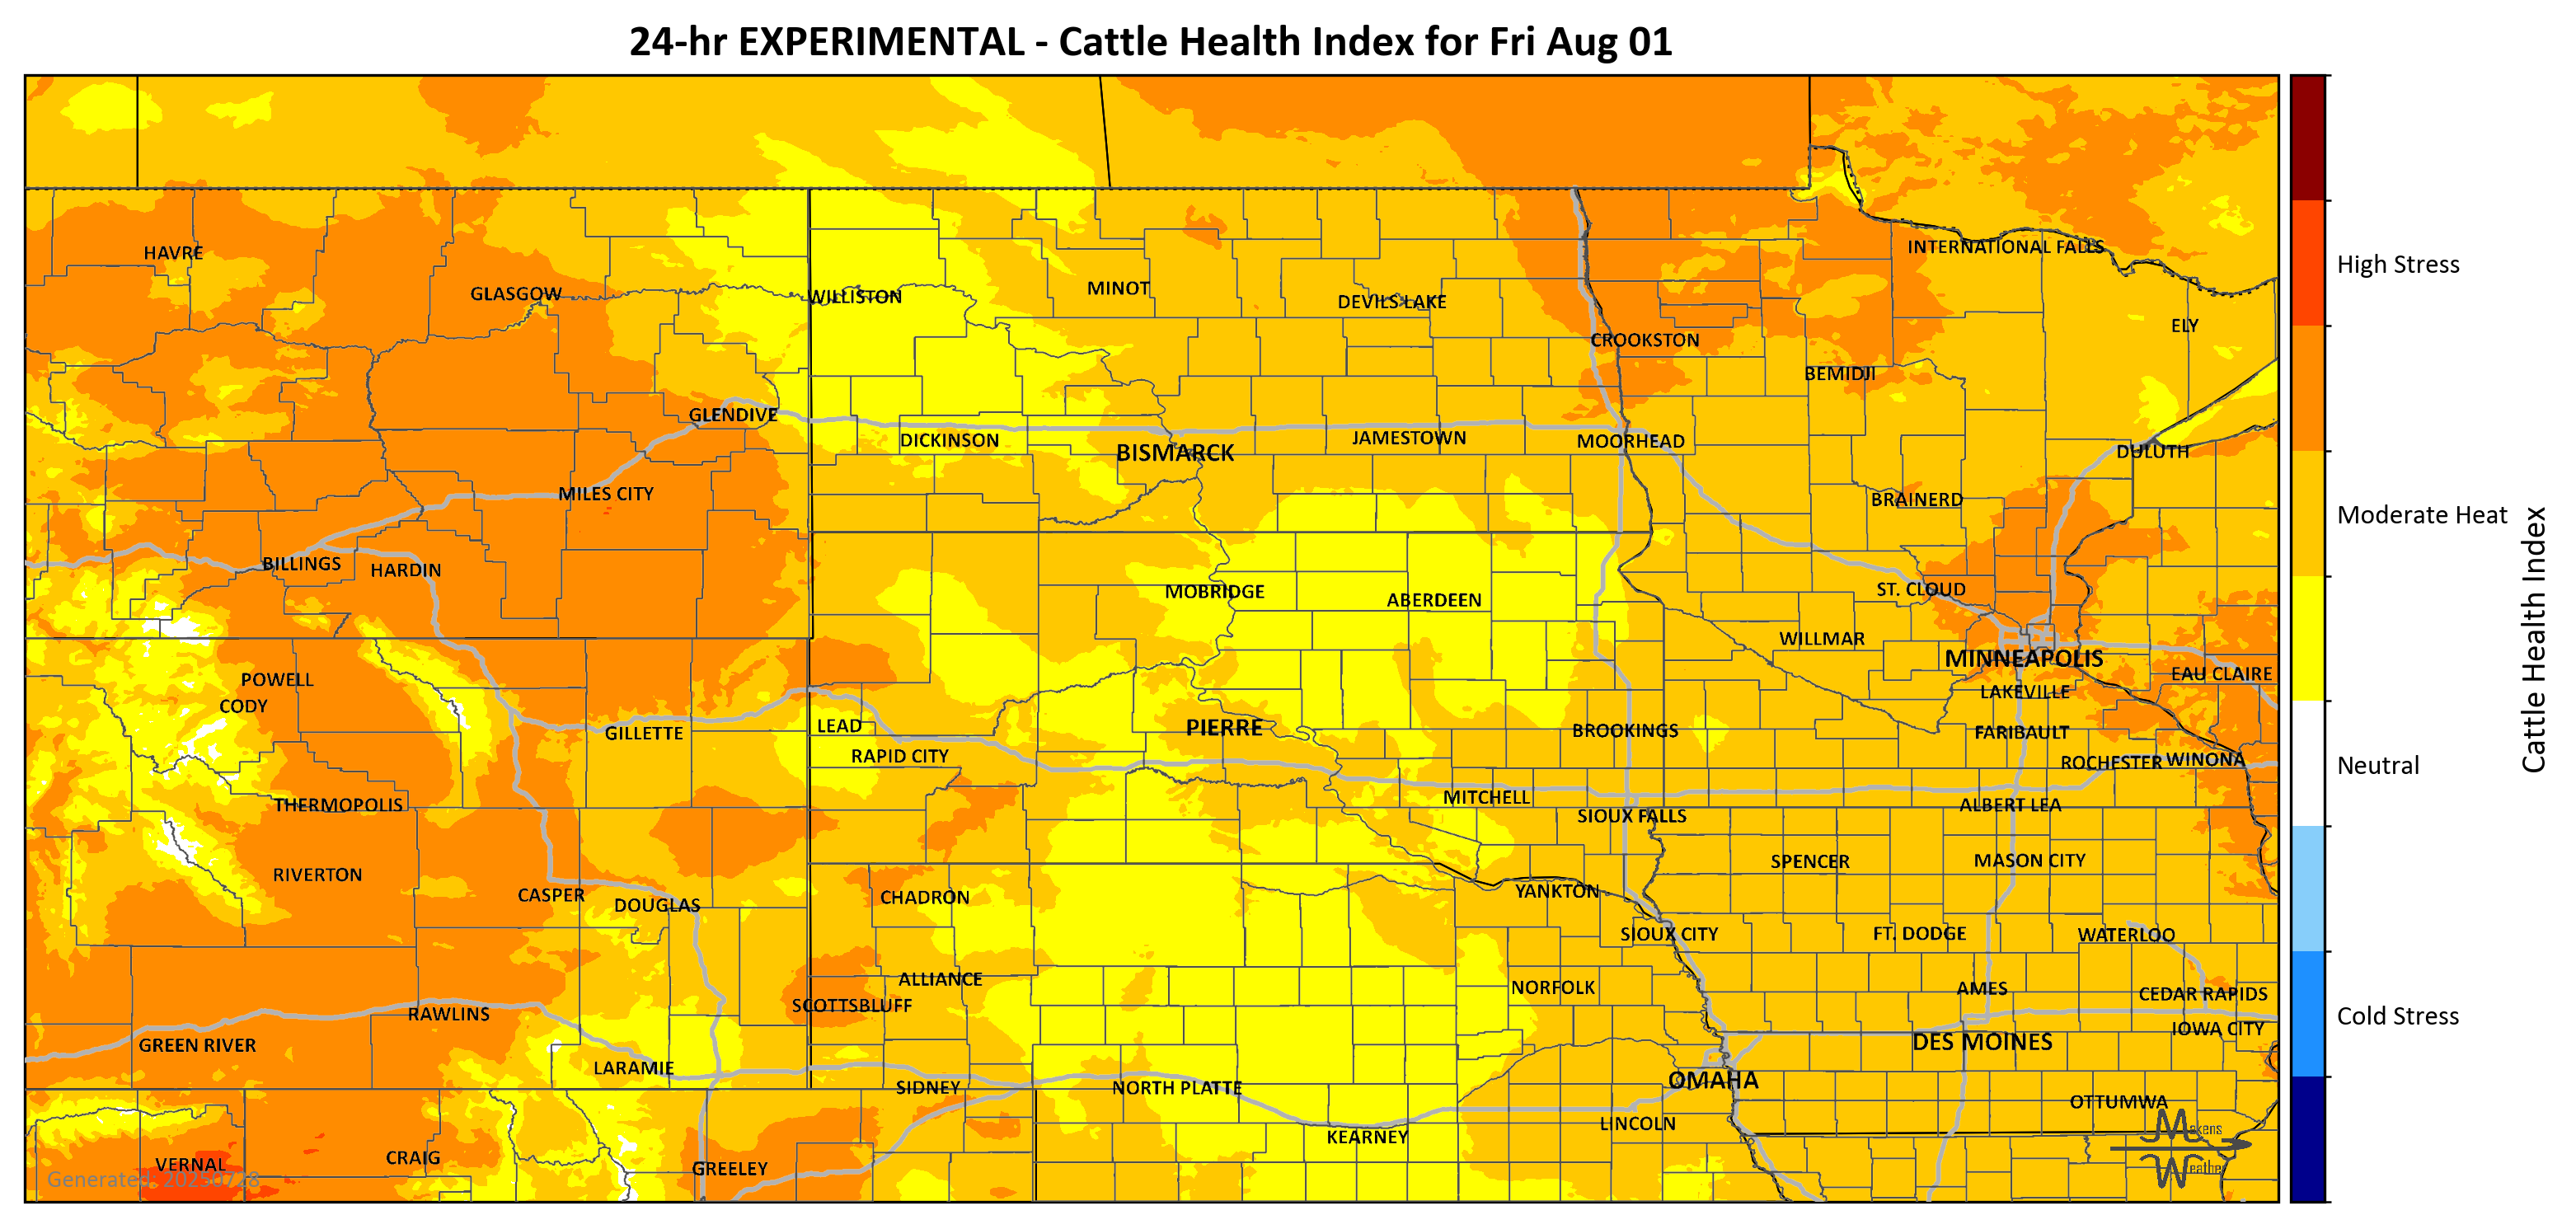 24-hr EXPERIMENTAL - Cattle Health Index for Fri Aug 01
HAVRE
GLASGOW
WILLISTON
MINOT
DEVILS LAKE
CROOKSTON
INTERNATIONAL FALLS
ELY
BEMIDJI
GLENDIVE
DICKINSON
BISMARCK
JAMESTOWN
MOORHEAD
DULUTH
MILES CITY
BRAINERD
BILLINGS
HARDIN
MOBRIDGE
ABERDEEN
ST. CLOUD
WILLMAR
MINNEAPOLIS
EAU CLAIRE
LAKEVILLE
POWELL
CODY
GILLETTE
LEAD
RAPID CITY
PIERRE
BROOKINGS
FARIBAULT
ROCHESTER
WINONA
THERMOPOLIS
MITCHELL
SIOUX FALLS
ALBERT LEA
RIVERTON
CASPER
DOUGLAS
CHADRON
YANKTON
SPENCER
MASON CITY
SIOUX CITY
FT. DODGE
WATERLOO
ALLIANCE
SCOTTSBLUFF
NORFOLK
AMES
CEDAR RAPIDS
RAWLINS
GREEN RIVER
LARAMIE
SIDNEY
NORTH PLATTE
OMAHA
DES MOINES
IOWA CITY
OTTUMWA
LINCOLN
KEARNEY
VERNAL
CRAIG
GREELEY
Generated: 20250728
Makens
Weather
High Stress
Moderate Heat
Neutral
Cold Stress
Cattle Health Index